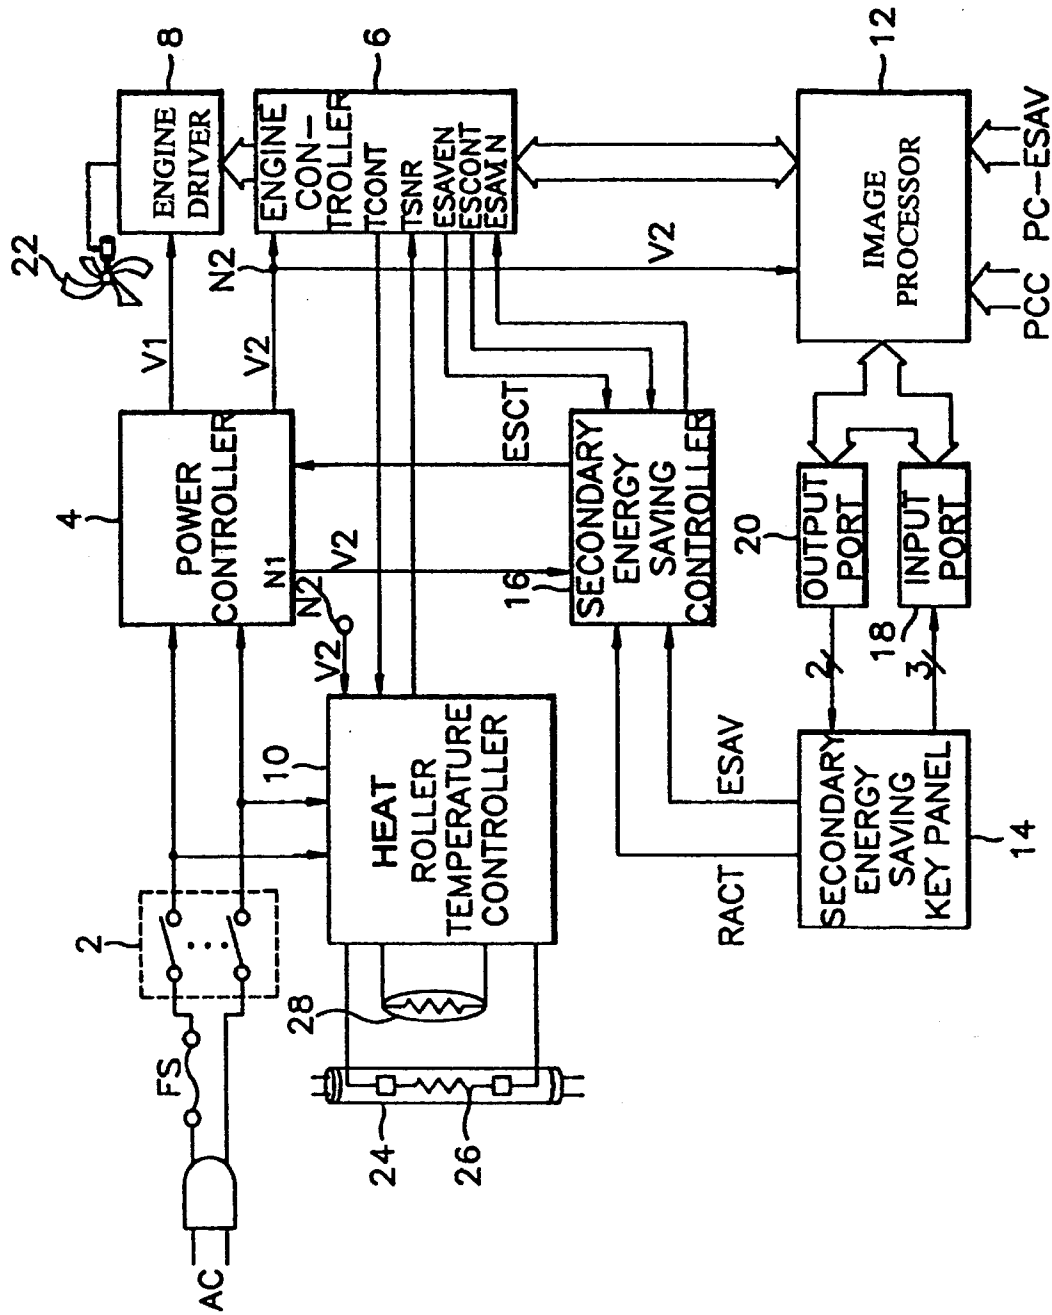 AC
FS
2
4
POWER
CONTROLLER
N1
V1
V2
N2
22
8
ENGINE
DRIVER
6
ENGINE
CON-
TROLLER
TCONT
TSNR
ESAVEN
ESCONT
ESAVIN
V2
N2
V2
ESCT
V2
10
HEAT
ROLLER
TEMPERATURE
CONTROLLER
28
24
26
16
SECONDARY
ENERGY
SAVING
CONTROLLER
RACT
ESAV
14
SECONDARY
ENERGY
SAVING
KEY PANEL
2
3
20
OUTPUT
PORT
18
INPUT
PORT
12
IMAGE
PROCESSOR
PCC
PC-ESAV